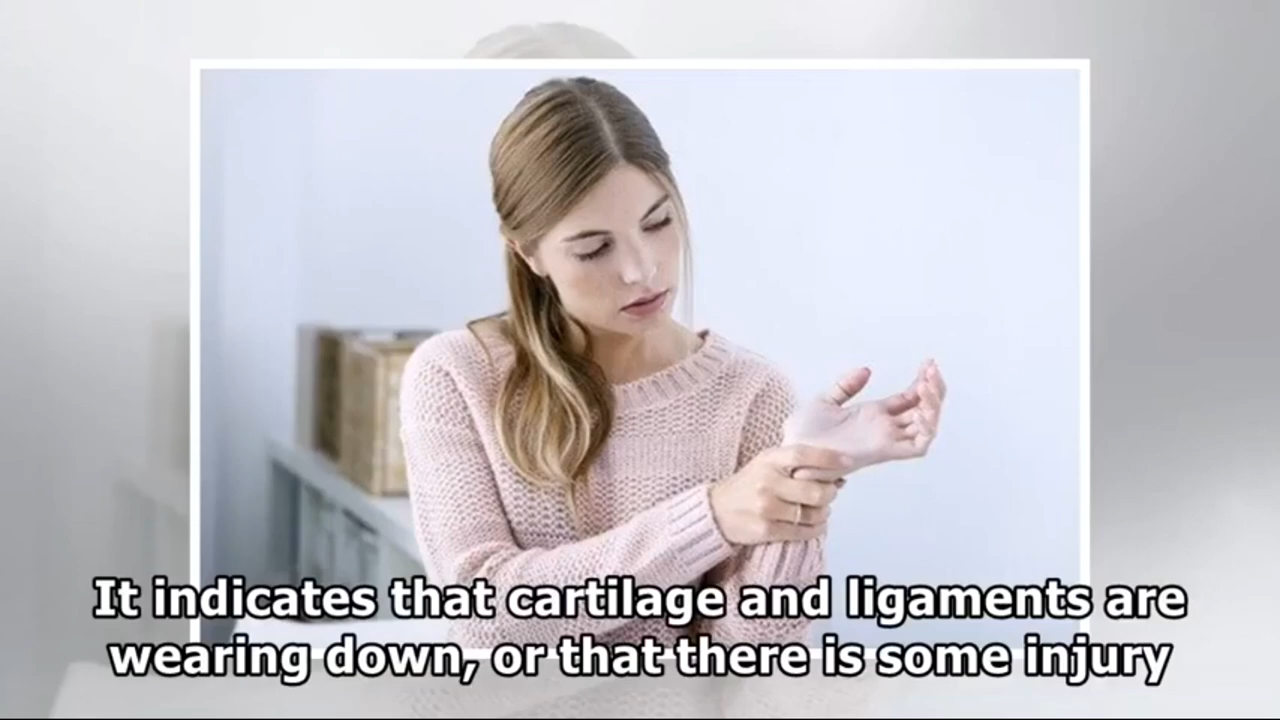 It indicates that cartilage and ligaments are
wearing down, or that there is some injury